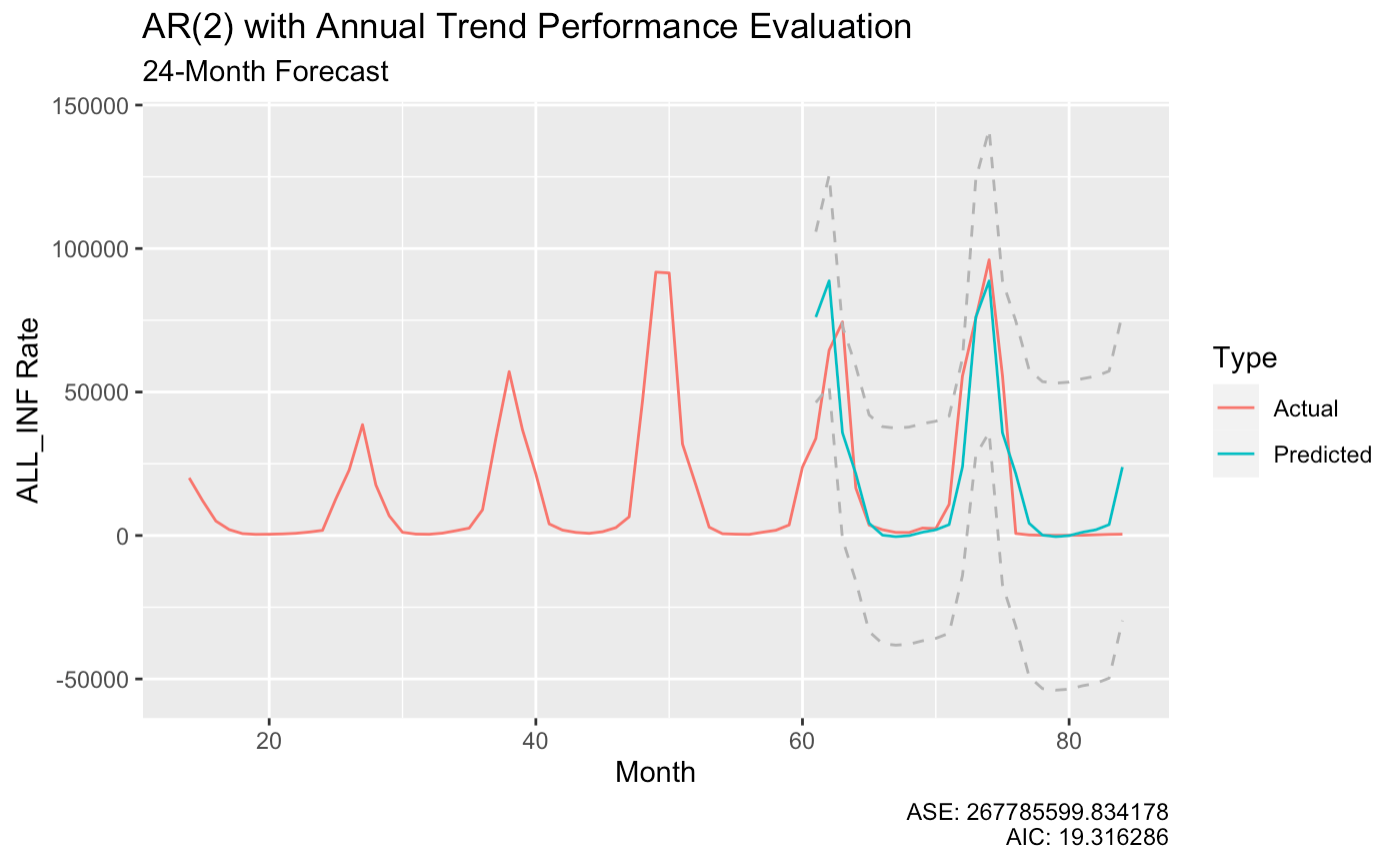 AR(2) with Annual Trend Performance Evaluation
24-Month Forecast
150000
100000
50000
0
-50000
ALL_INF Rate
20
40
60
80
Month
Type
Actual
Predicted
ASE: 267785599.834178
AIC: 19.316286